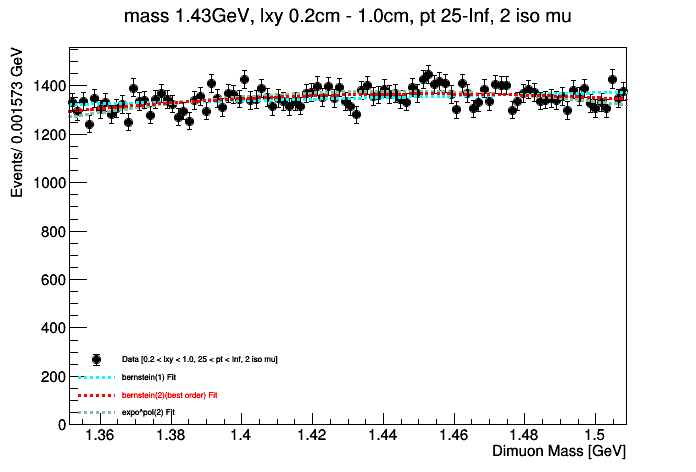 mass 1.43GeV, lxy 0.2cm - 1.0cm, pt 25-Inf, 2 iso mu
Events/ 0.001573 GeV
1400
1200
1000
800
600
400
200
0
Data [0.2 < lxy < 1.0, 25 < pt < Inf, 2 iso mu]
bernstein(1) Fit
bernstein(2)(best order) Fit
expo*pol(2) Fit
1.36 1.38 1.4 1.42 1.44 1.46 1.48 1.5
Dimuon Mass [GeV]